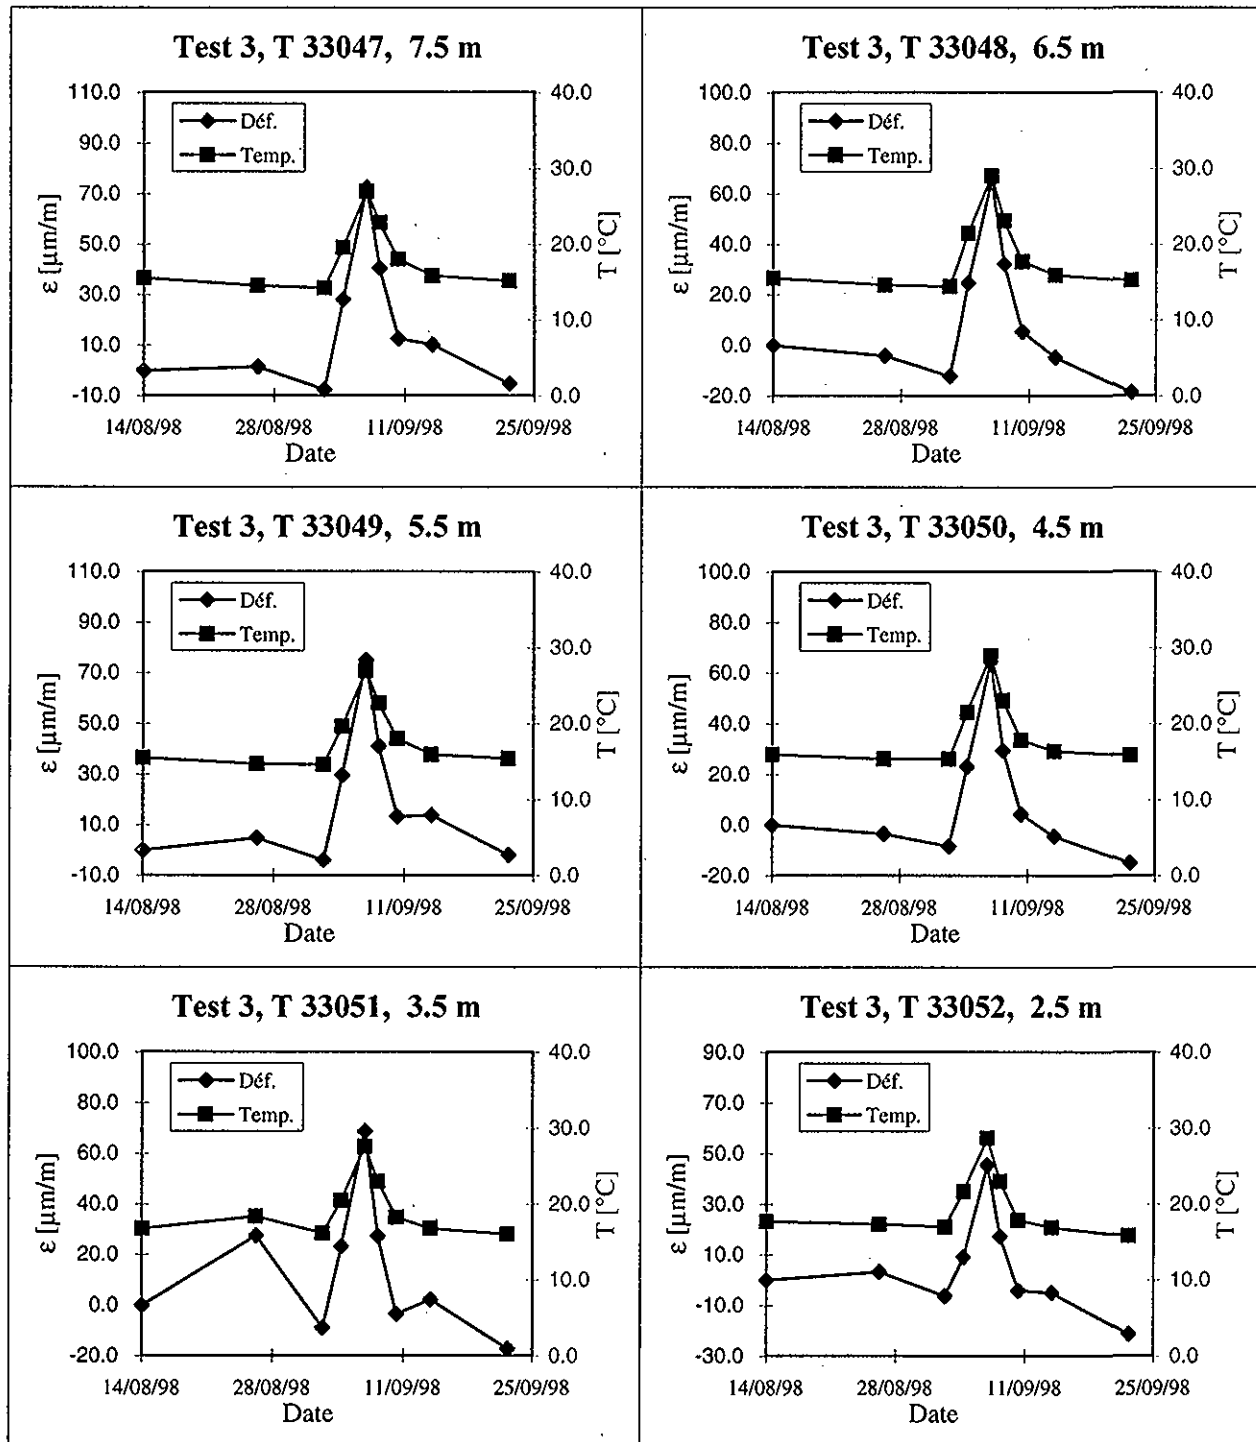 Test 3, T 33047, 7.5 m
110.0
90.0
70.0
50.0
30.0
10.0
-10.0
ε [µm/m]
Déf.
Temp.
40.0
30.0
20.0
10.0
0.0
T [°C]
14/08/98 28/08/98 11/09/98 25/09/98
Date
Test 3, T 33048, 6.5 m
100.0
80.0
60.0
40.0
20.0
0.0
-20.0
ε [µm/m]
Déf.
Temp.
40.0
30.0
20.0
10.0
0.0
T [°C]
14/08/98 28/08/98 11/09/98 25/09/98
Date
Test 3, T 33049, 5.5 m
110.0
90.0
70.0
50.0
30.0
10.0
-10.0
ε [µm/m]
Déf.
Temp.
40.0
30.0
20.0
10.0
0.0
T [°C]
14/08/98 28/08/98 11/09/98 25/09/98
Date
Test 3, T 33050, 4.5 m
100.0
80.0
60.0
40.0
20.0
0.0
-20.0
ε [µm/m]
Déf.
Temp.
40.0
30.0
20.0
10.0
0.0
T [°C]
14/08/98 28/08/98 11/09/98 25/09/98
Date
Test 3, T 33051, 3.5 m
100.0
80.0
60.0
40.0
20.0
0.0
-20.0
ε [µm/m]
Déf.
Temp.
40.0
30.0
20.0
10.0
0.0
T [°C]
14/08/98 28/08/98 11/09/98 25/09/98
Date
Test 3, T 33052, 2.5 m
90.0
70.0
50.0
30.0
10.0
-10.0
-30.0
ε [µm/m]
Déf.
Temp.
40.0
30.0
20.0
10.0
0.0
T [°C]
14/08/98 28/08/98 11/09/98 25/09/98
Date